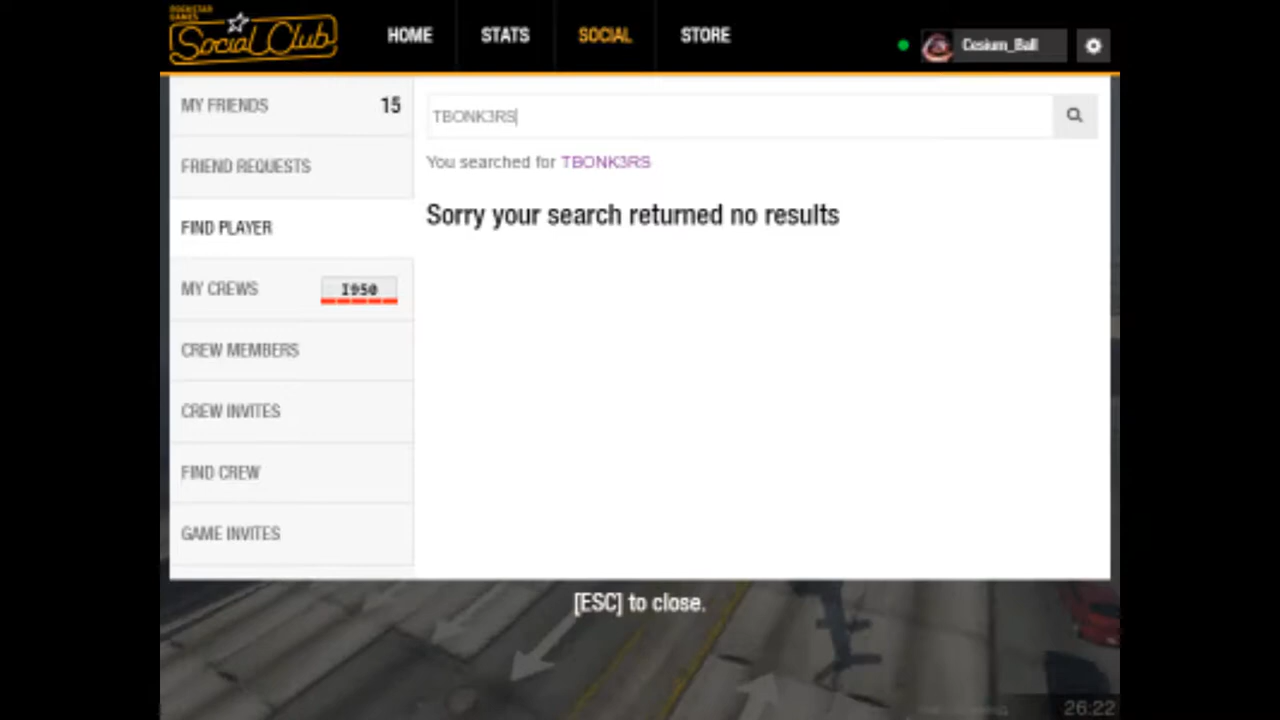 ROCKSTAR GAMES
Social Club
HOME
STATS
SOCIAL
STORE
Cesium_Ball
MY FRIENDS 15
FRIEND REQUESTS
FIND PLAYER
MY CREWS I950
CREW MEMBERS
CREW INVITES
FIND CREW
GAME INVITES
TBONK3RS
You searched for TBONK3RS
Sorry your search returned no results
[ESC] to close.
26:22